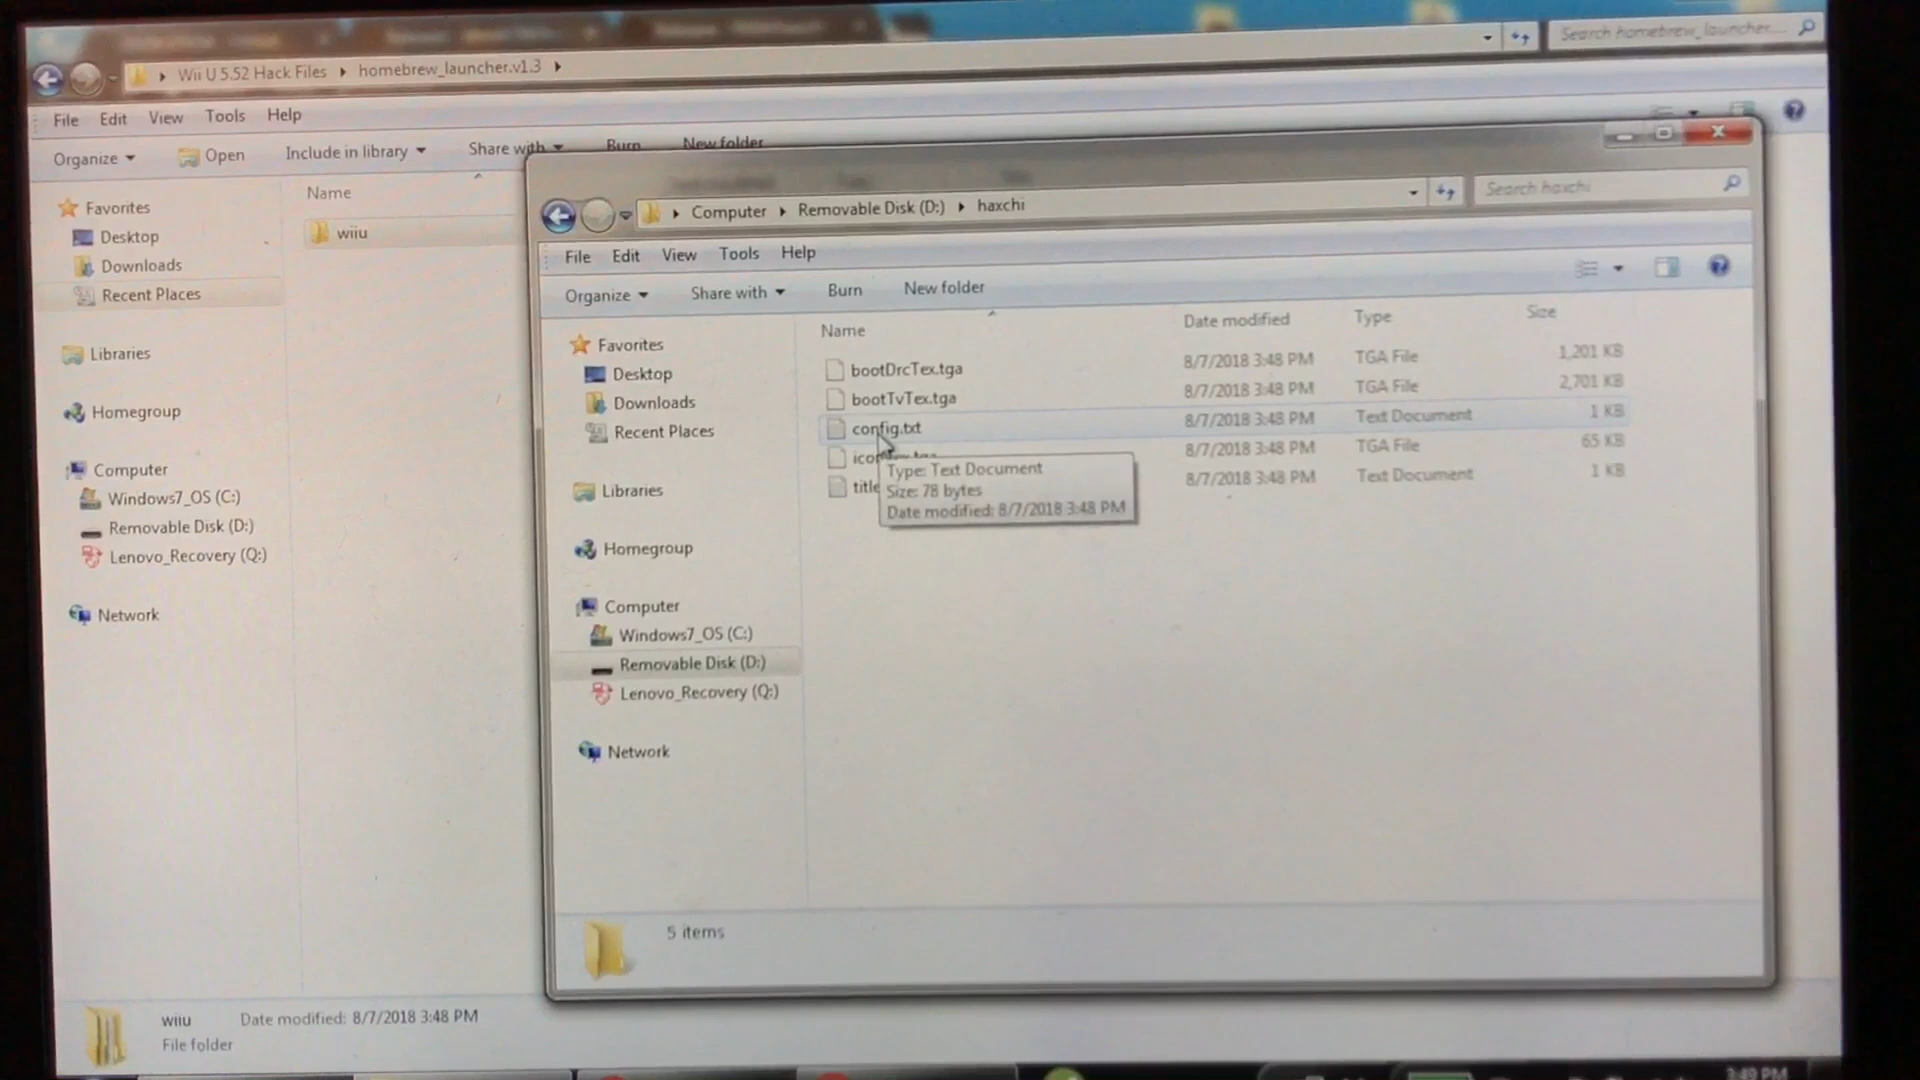 Search homebrew_launcher....
Wii U 5.52 Hack Files homebrew_launcher.v1.3
File Edit View Tools Help
Organize Open Include in library Share with Burn New folder
Name
Favorites
wiiu
Desktop
Downloads
Recent Places
Libraries
Homegroup
Computer
Windows7_OS (C:)
Removable Disk (D:)
Lenovo_Recovery (Q:)
Network
wiiu Date modified: 8/7/2018 3:48 PM
File folder
Computer Removable Disk (D:) haxchi
Search haxchi
File Edit View Tools Help
Organize Share with Burn New folder
Name Date modified Type Size
bootDrcTex.tga 8/7/2018 3:48 PM TGA File 1,201 KB
bootTvTex.tga 8/7/2018 3:48 PM TGA File 2,701 KB
config.txt 8/7/2018 3:48 PM Text Document 1 KB
8/7/2018 3:48 PM TGA File 65 KB
title 8/7/2018 3:48 PM Text Document 1 KB
Type: Text Document
Size: 78 bytes
Date modified: 8/7/2018 3:48 PM
Favorites
Desktop
Downloads
Recent Places
Libraries
Homegroup
Computer
Windows7_OS (C:)
Removable Disk (D:)
Lenovo_Recovery (Q:)
Network
5 items
3:49 PM